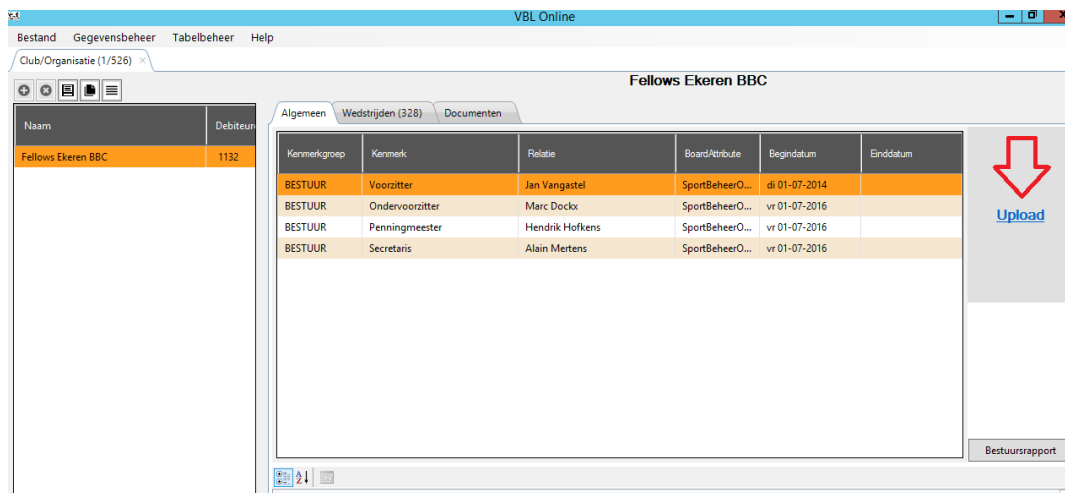 VBL Online
Bestand Gegevensbeheer Tabelbeheer Help
Club/Organisatie (1/526)
Fellows Ekeren BBC
Naam Debiteur
Fellows Ekeren BBC 1132
Algemeen Wedstrijden (328) Documenten
Kenmerkgroep Kenmerk Relatie BoardAttribute Begindatum Einddatum
BESTUUR Voorzitter Jan Vangastel SportBeheerO... di 01-07-2014
BESTUUR Ondervoorzitter Marc Dockx SportBeheerO... vr 01-07-2016
BESTUUR Penningmeester Hendrik Hofkens SportBeheerO... vr 01-07-2016
BESTUUR Secretaris Alain Mertens SportBeheerO... vr 01-07-2016
Upload
Bestuursrapport